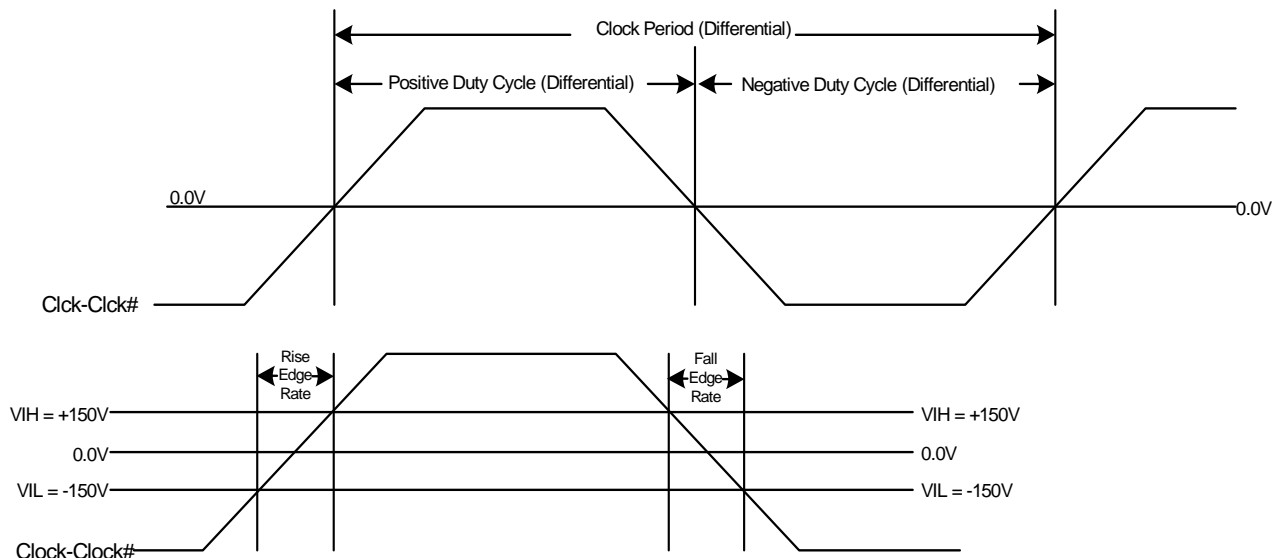 Clock Period (Differential)
Positive Duty Cycle (Differential)
Negative Duty Cycle (Differential)
0.0V
0.0V
Clck-Clck#
Rise
Edge
Rate
Fall
Edge
Rate
VIH = +150V
VIH = +150V
0.0V
0.0V
VIL = -150V
VIL = -150V
Clock-Clock#